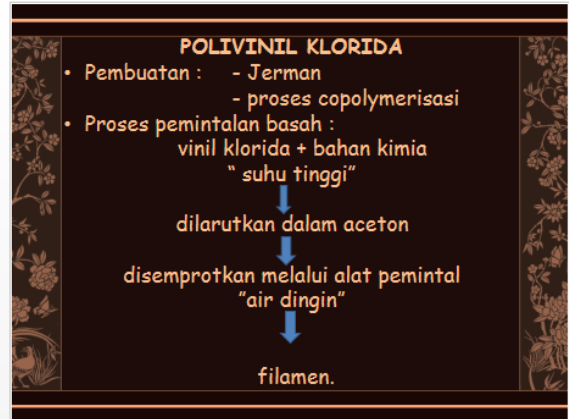 POLIVINIL KLORIDA
• Pembuatan : - Jerman
- proses copolymerisasi
• Proses pemintalan basah :
vinil klorida + bahan kimia
“ suhu tinggi”
dilarutkan dalam aceton
disemprotkan melalui alat pemintal
”air dingin”
filamen.